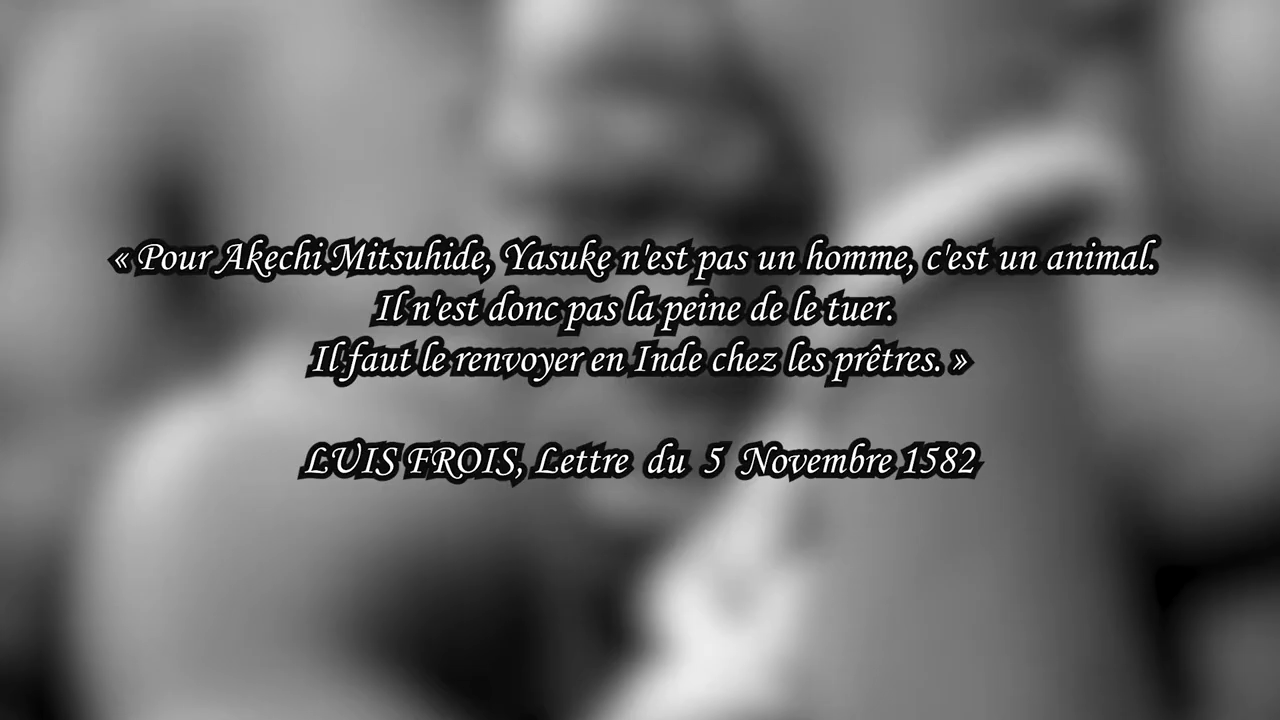 « Pour Akechi Mitsuhide, Yasuke n'est pas un homme, c'est un animal.
Il n'est donc pas la peine de le tuer.
Il faut le renvoyer en Inde chez les prêtres. »
LUIS FROIS, Lettre du 5 Novembre 1582